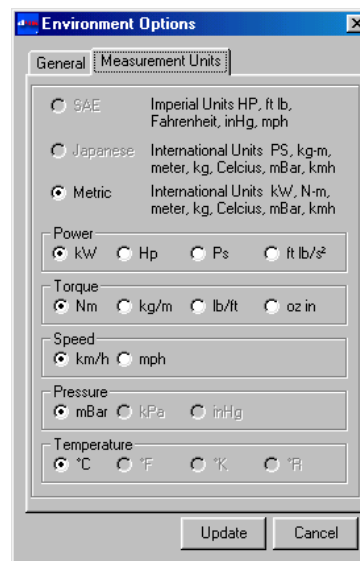 Environment Options
General Measurement Units
SAE Imperial Units HP, ft lb,
Fahrenheit, inHg, mph
Japanese International Units PS, kg-m,
meter, kg, Celcius, mBar, kmh
Metric International Units kW, N-m,
meter, kg, Celcius, mBar, kmh
Power
kW Hp Ps ft lb/s²
Torque
Nm kg/m lb/ft oz in
Speed
km/h mph
Pressure
mBar kPa inHg
Temperature
°C °F °K °R
Update Cancel